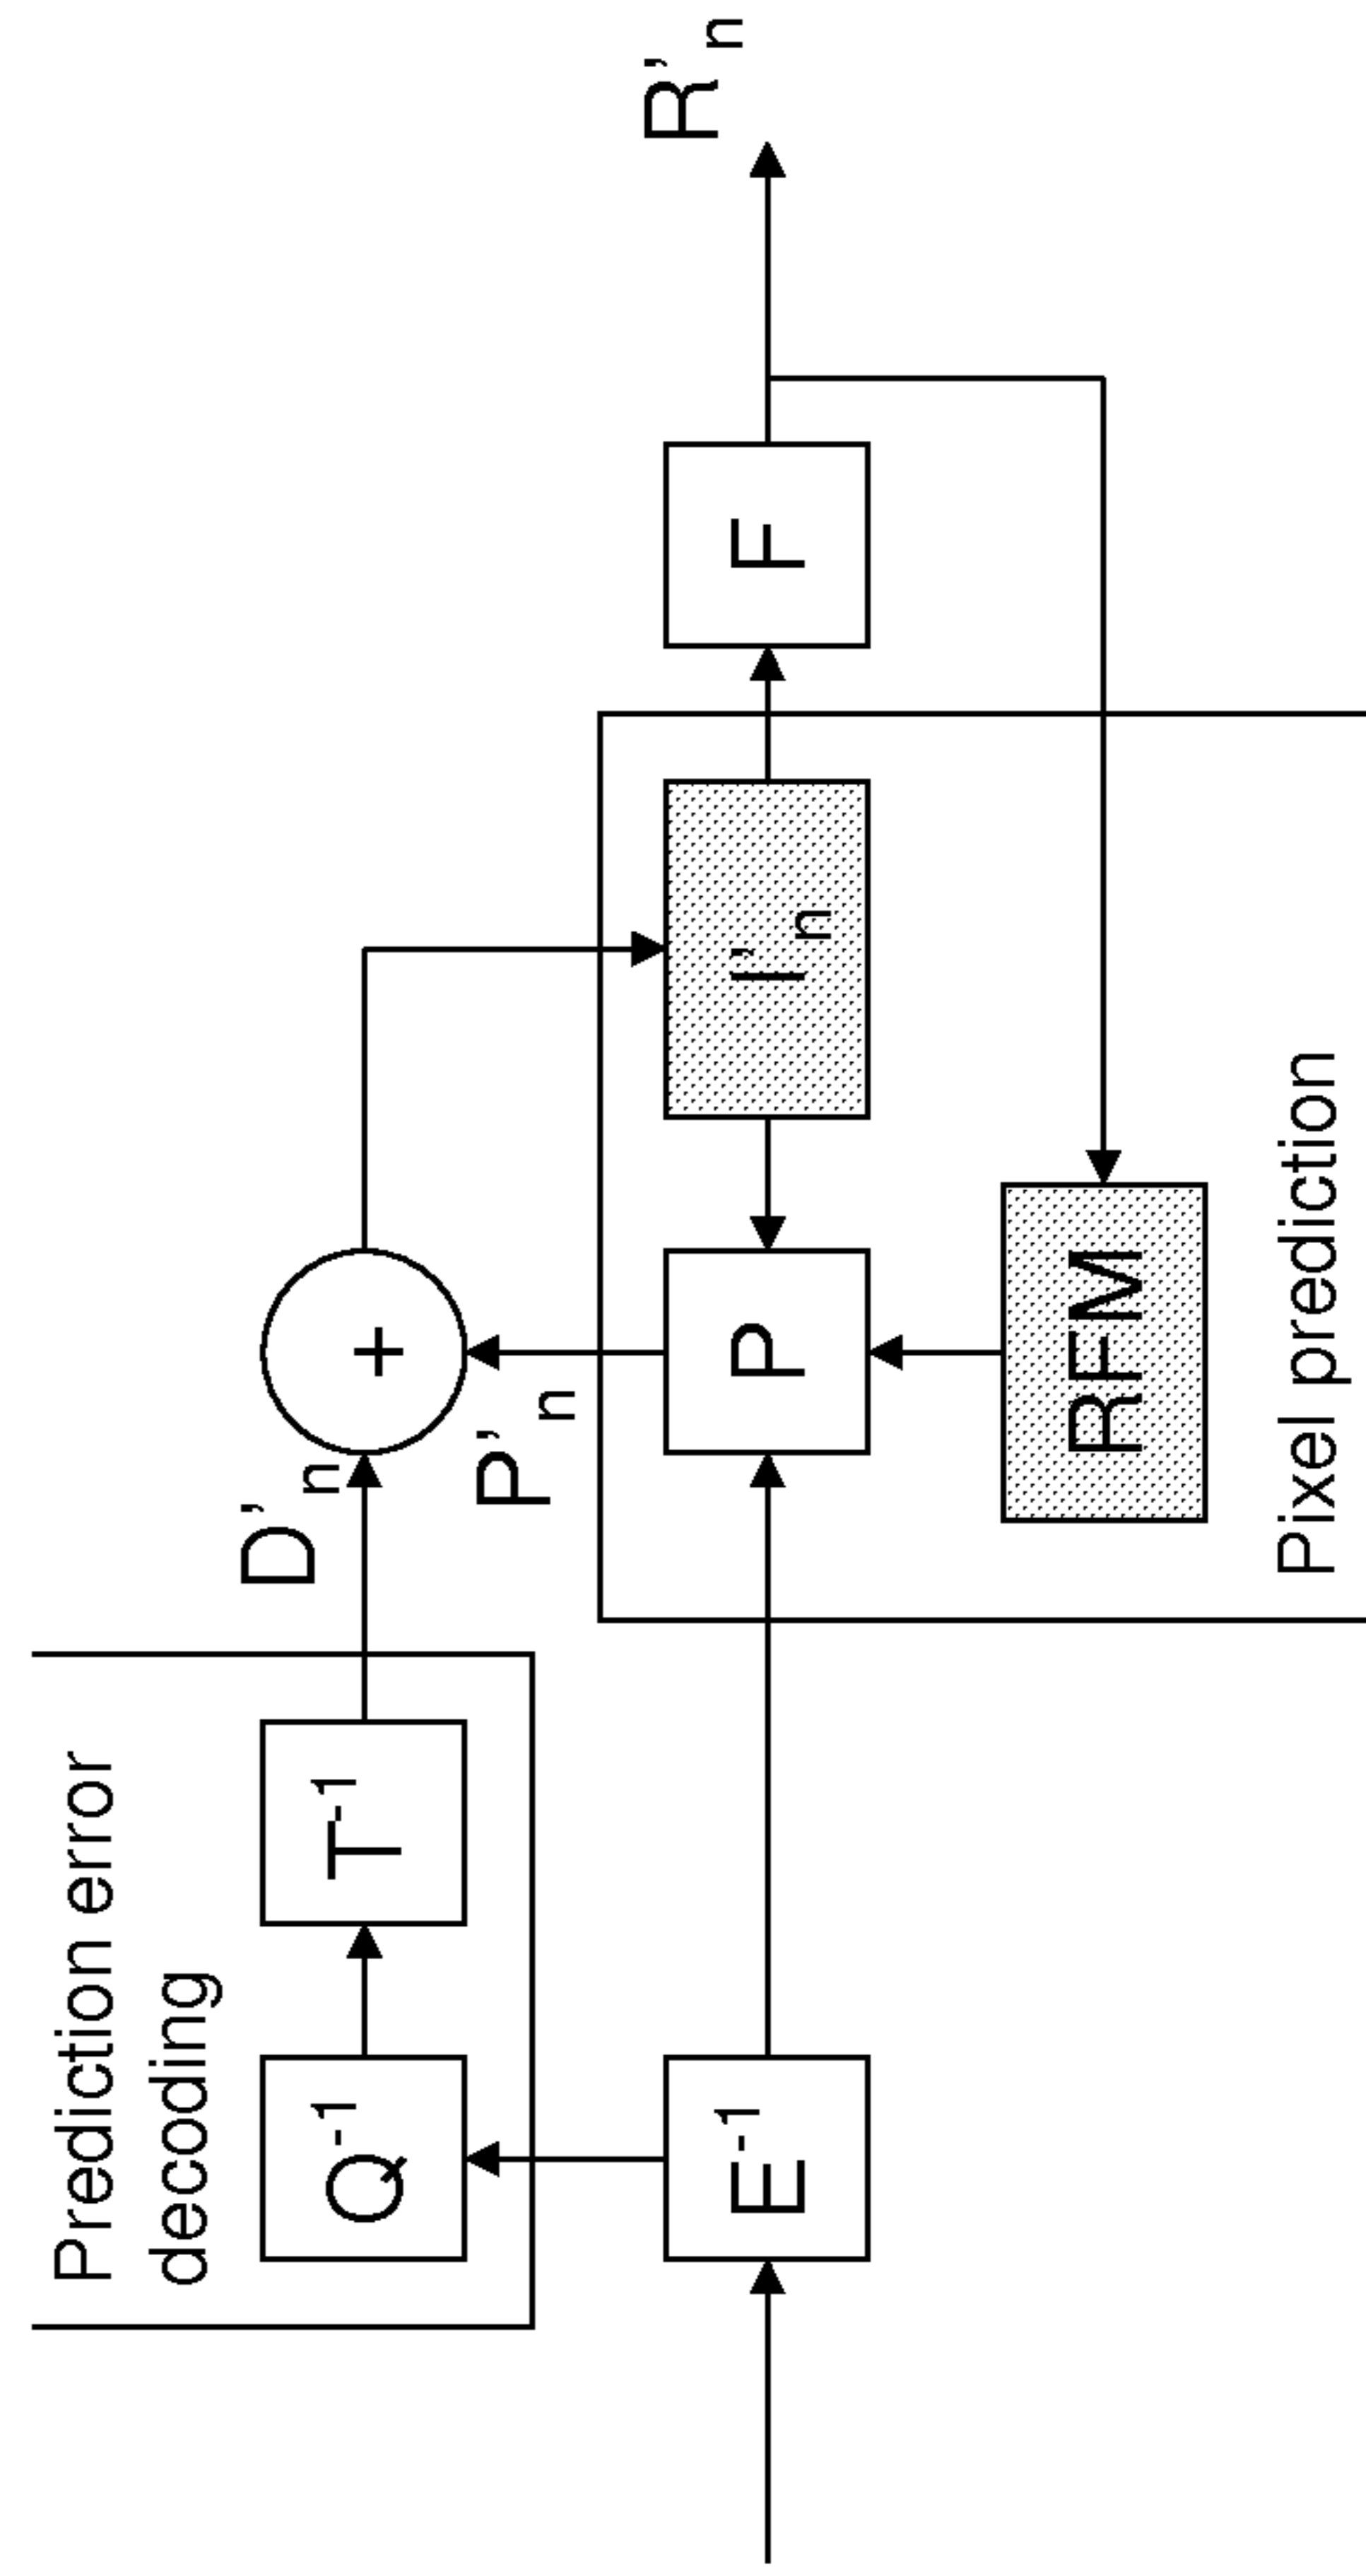 Prediction error
decoding
Q-1
T-1
D'n
+
P'n
E-1
P
I'n
F
R'n
RFM
Pixel prediction